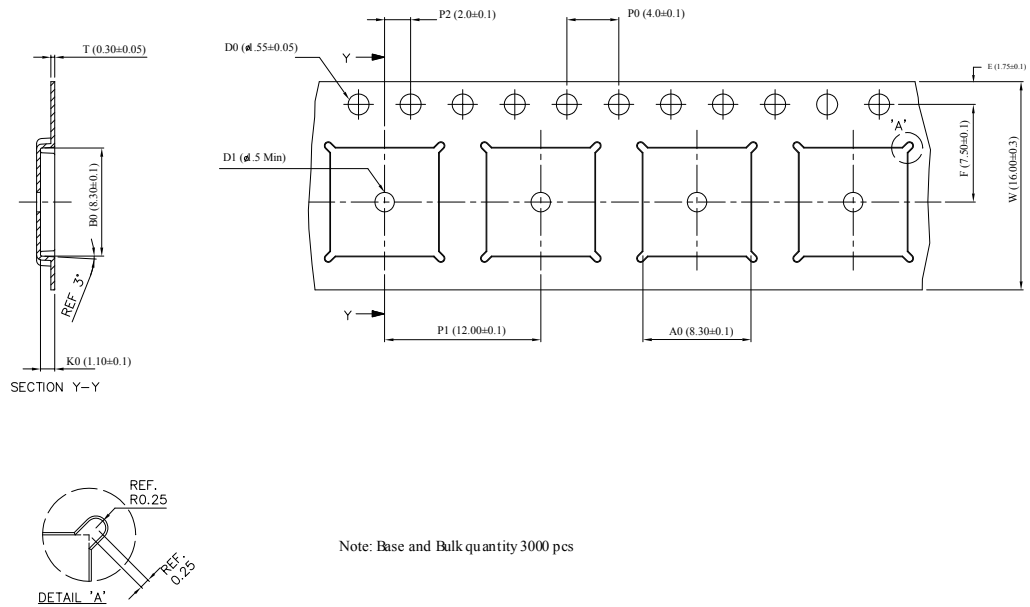 P2 (2.0±0.1)
P0 (4.0±0.1)
T (0.30±0.05)
D0 (ø1.55±0.05)
Y
E (1.75±0.1)
'A'
D1 (ø1.5 Min)
B0 (8.30±0.1)
F (7.50±0.1)
W (16.00±0.3)
REF 3°
Y
P1 (12.00±0.1)
A0 (8.30±0.1)
K0 (1.10±0.1)
SECTION Y-Y
REF.
R0.25
REF.
0.25
DETAIL 'A'
Note: Base and Bulk quantity 3000 pcs